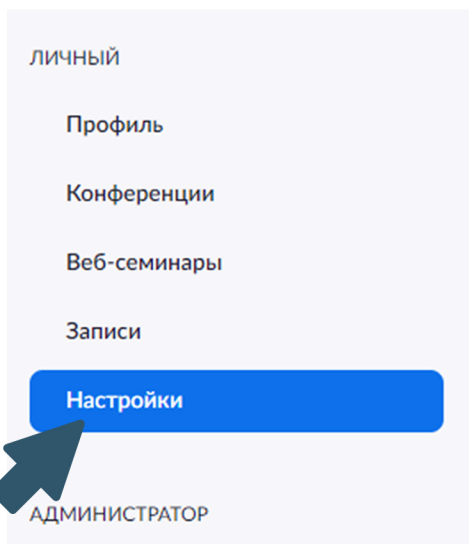 ЛИЧНЫЙ
Профиль
Конференции
Веб-семинары
Записи
Настройки
АДМИНИСТРАТОР